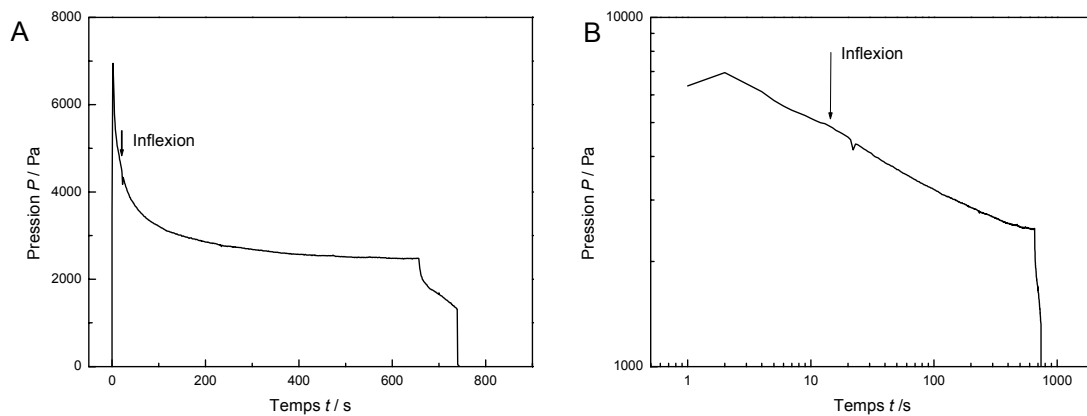 A
8000
6000
4000
2000
0
Pression P / Pa
Inflexion
0
200
400
600
800
Temps t / s
B
10000
1000
Pression P / Pa
Inflexion
1
10
100
1000
Temps t /s